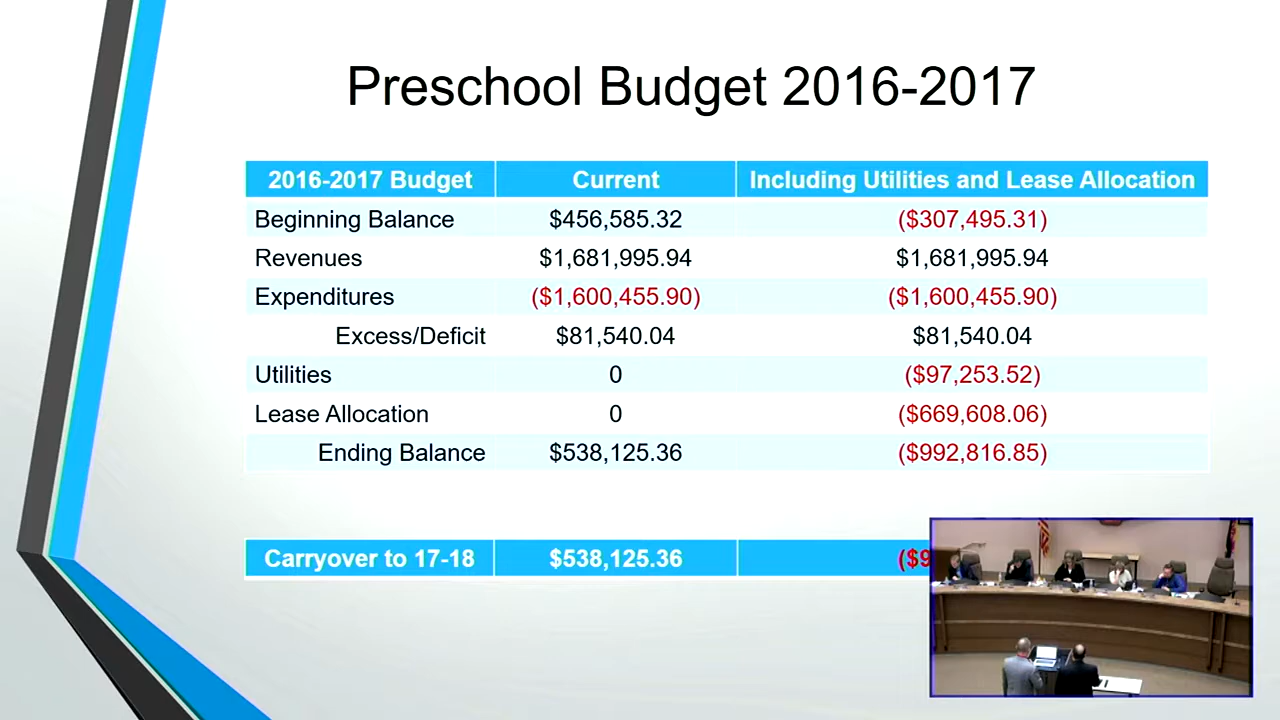 Preschool Budget 2016-2017
2016-2017 Budget Current Including Utilities and Lease Allocation
Beginning Balance $456,585.32 ($307,495.31)
Revenues $1,681,995.94 $1,681,995.94
Expenditures ($1,600,455.90) ($1,600,455.90)
Excess/Deficit $81,540.04 $81,540.04
Utilities 0 ($97,253.52)
Lease Allocation 0 ($669,608.06)
Ending Balance $538,125.36 ($992,816.85)
Carryover to 17-18 $538,125.36 ($9